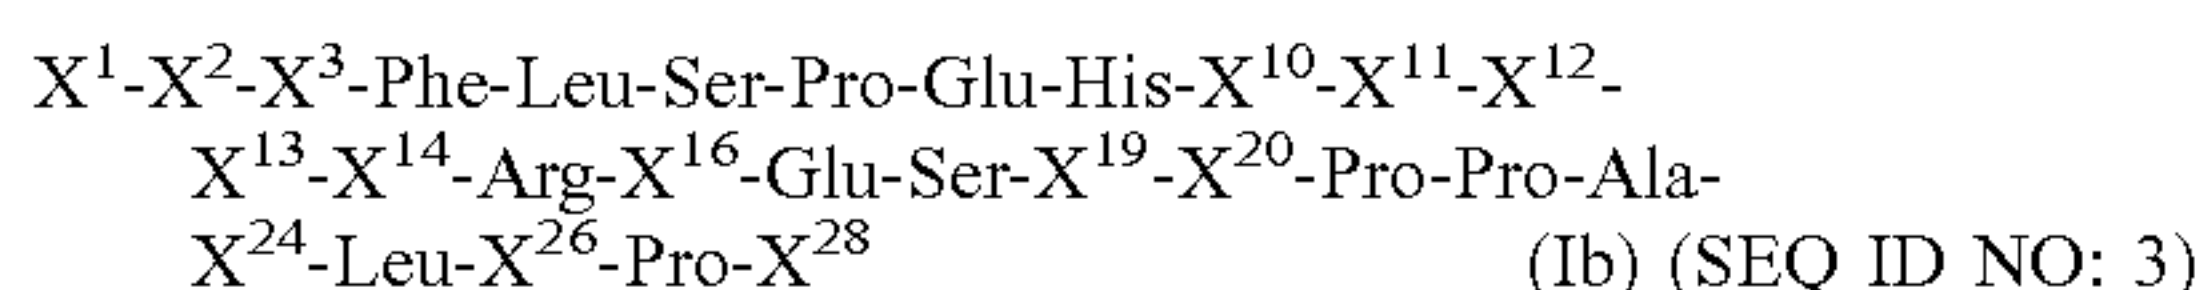 X¹-X²-X³-Phe-Leu-Ser-Pro-Glu-His-X¹⁰-X¹¹-X¹²-
X¹³-X¹⁴-Arg-X¹⁶-Glu-Ser-X¹⁹-X²⁰-Pro-Pro-Ala-
X²⁴-Leu-X²⁶-Pro-X²⁸ (Ib) (SEQ ID NO: 3)